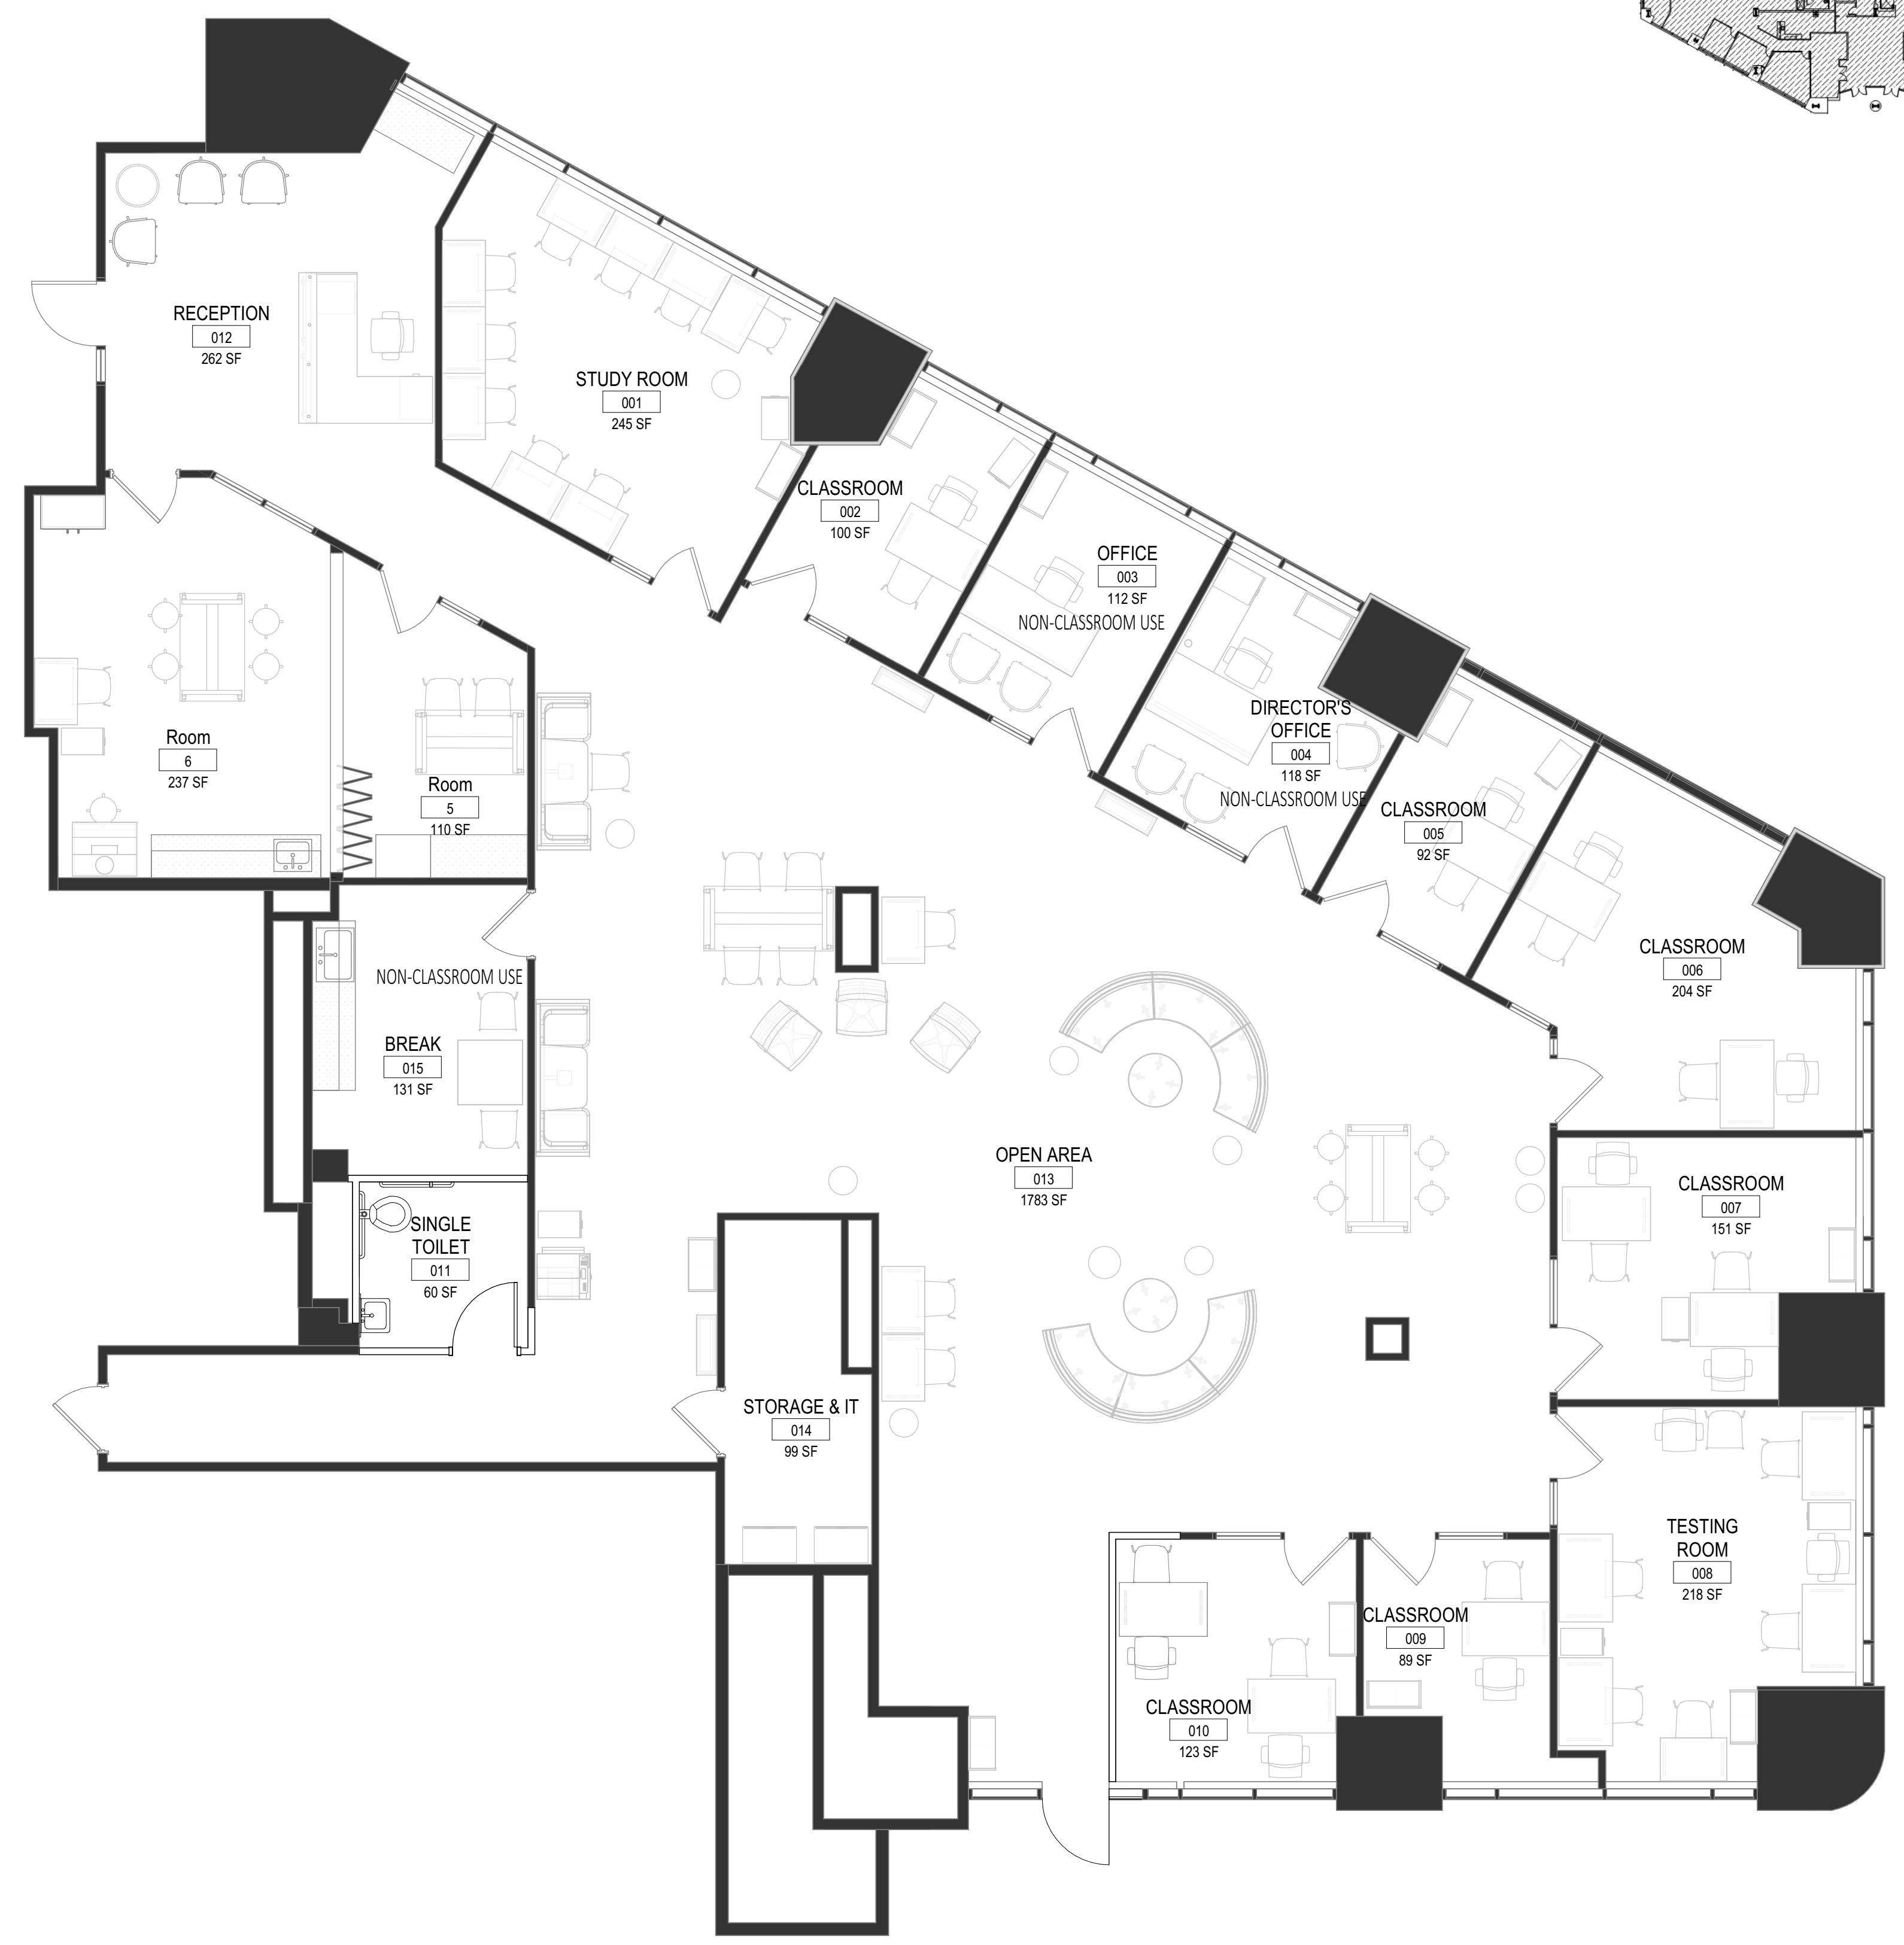 RECEPTION
012
262 SF
STUDY ROOM
001
245 SF
CLASSROOM
002
100 SF
OFFICE
003
112 SF
NON-CLASSROOM USE
DIRECTOR'S
OFFICE
004
118 SF
NON-CLASSROOM USE
CLASSROOM
005
92 SF
Room
6
237 SF
Room
5
110 SF
CLASSROOM
006
204 SF
NON-CLASSROOM USE
BREAK
015
131 SF
OPEN AREA
013
1783 SF
CLASSROOM
007
151 SF
SINGLE
TOILET
011
60 SF
STORAGE & IT
014
99 SF
TESTING
ROOM
008
218 SF
CLASSROOM
009
89 SF
CLASSROOM
010
123 SF